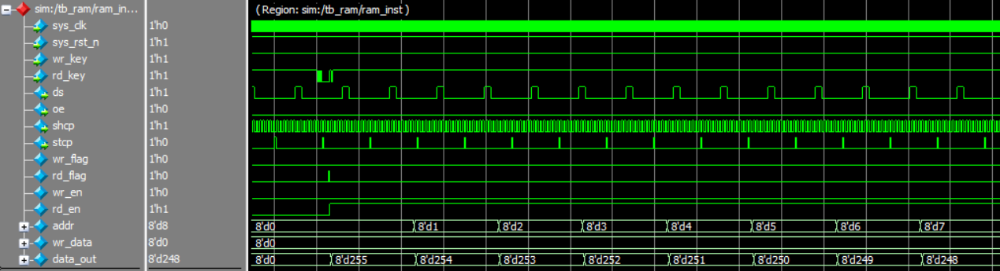 sim:/tb_ram/ram_in... (Region: sim:/tb_ram/ram_inst)
sys_clk 1'h0
sys_rst_n 1'h1
wr_key 1'h1
rd_key 1'h1
ds 1'h1
oe 1'h0
shcp 1'h1
stcp 1'h0
wr_flag 1'h0
rd_flag 1'h0
wr_en 1'h0
rd_en 1'h1
addr 8'd8 8'd0 8'd1 8'd2 8'd3 8'd4 8'd5 8'd6 8'd7
wr_data 8'd0 8'd0
data_out 8'd248 8'd0 8'd255 8'd254 8'd253 8'd252 8'd251 8'd250 8'd249 8'd248